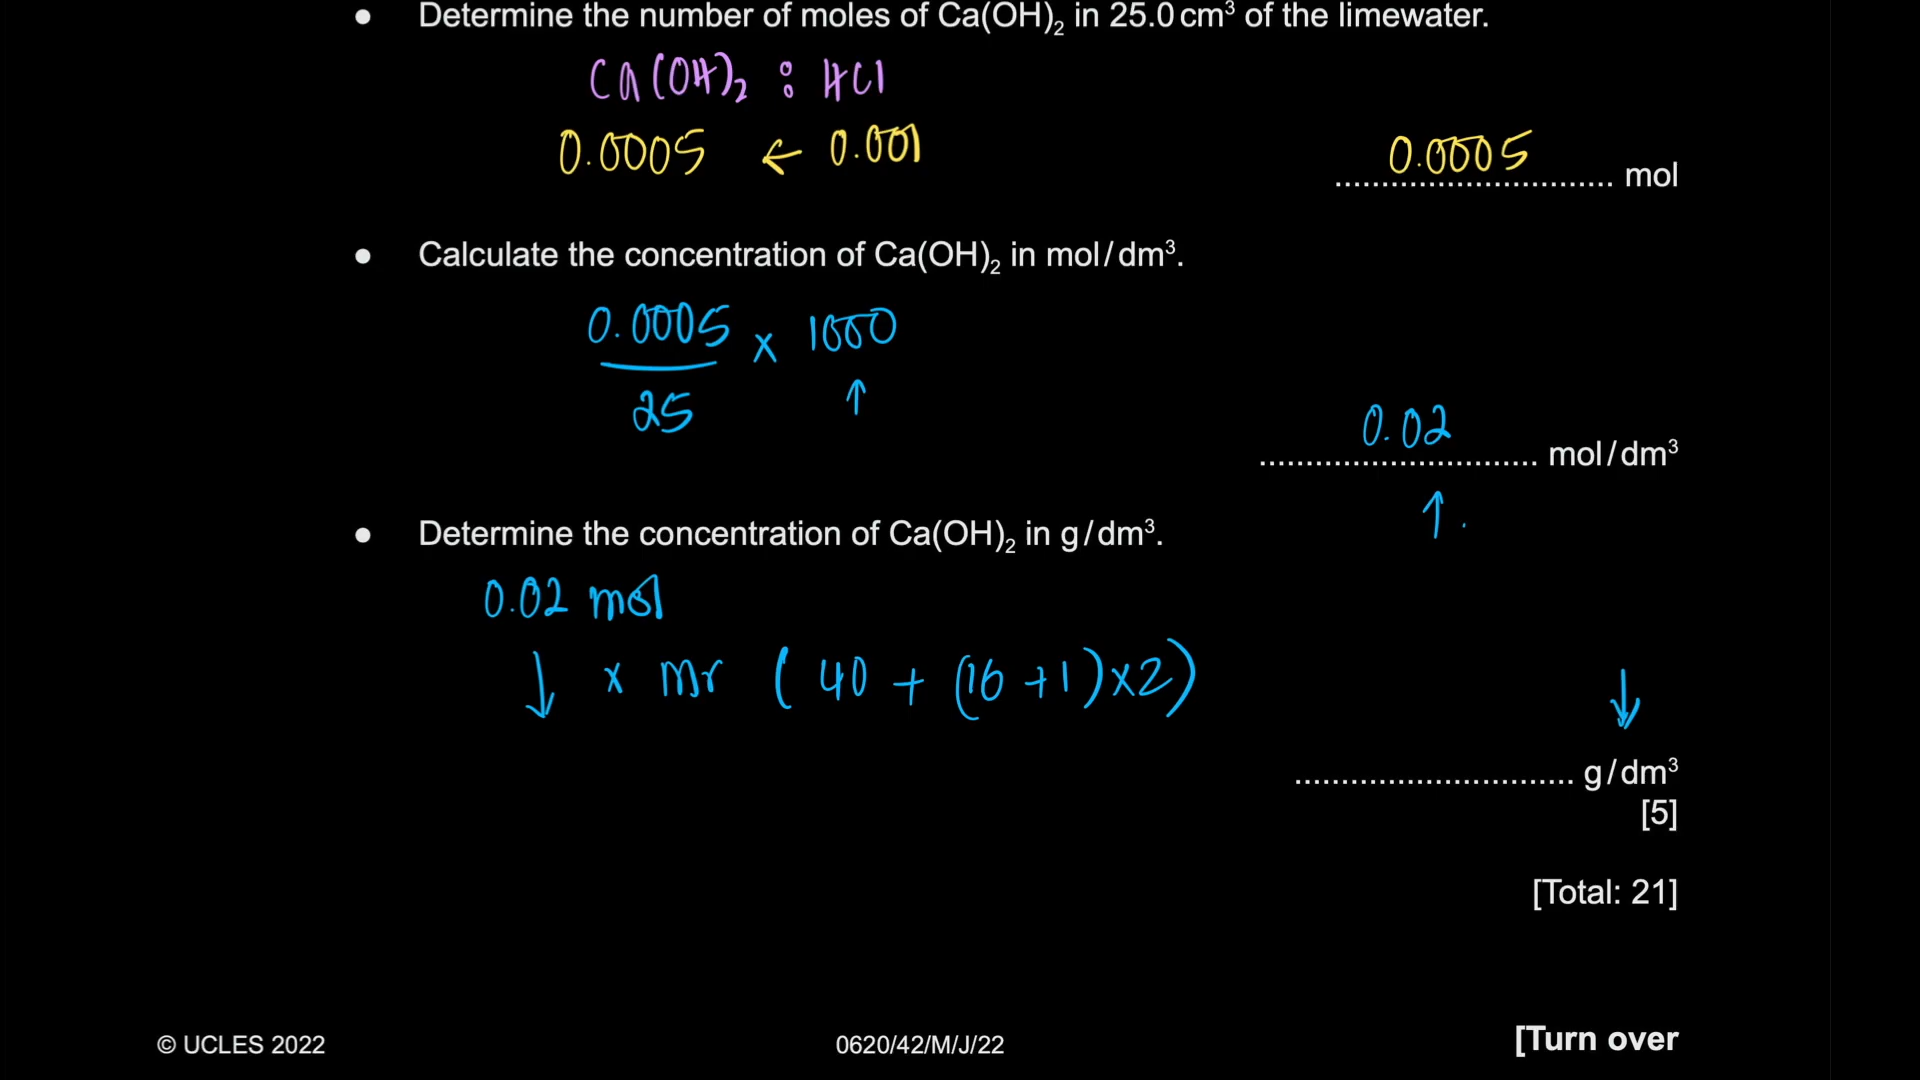 • Determine the number of moles of Ca(OH)₂ in 25.0 cm³ of the limewater.
Ca(OH)₂ : HCl
0.0005 ← 0.001
0.0005
.............................. mol
• Calculate the concentration of Ca(OH)₂ in mol/dm³.
0.0005 × 1000
25 ↑
0.02
.............................. mol/dm³
↑.
• Determine the concentration of Ca(OH)₂ in g/dm³.
0.02 mol
↓ × Mr (40 + (16 + 1) × 2)
↓
.............................. g/dm³
[5]
[Total: 21]
© UCLES 2022 0620/42/M/J/22 [Turn over